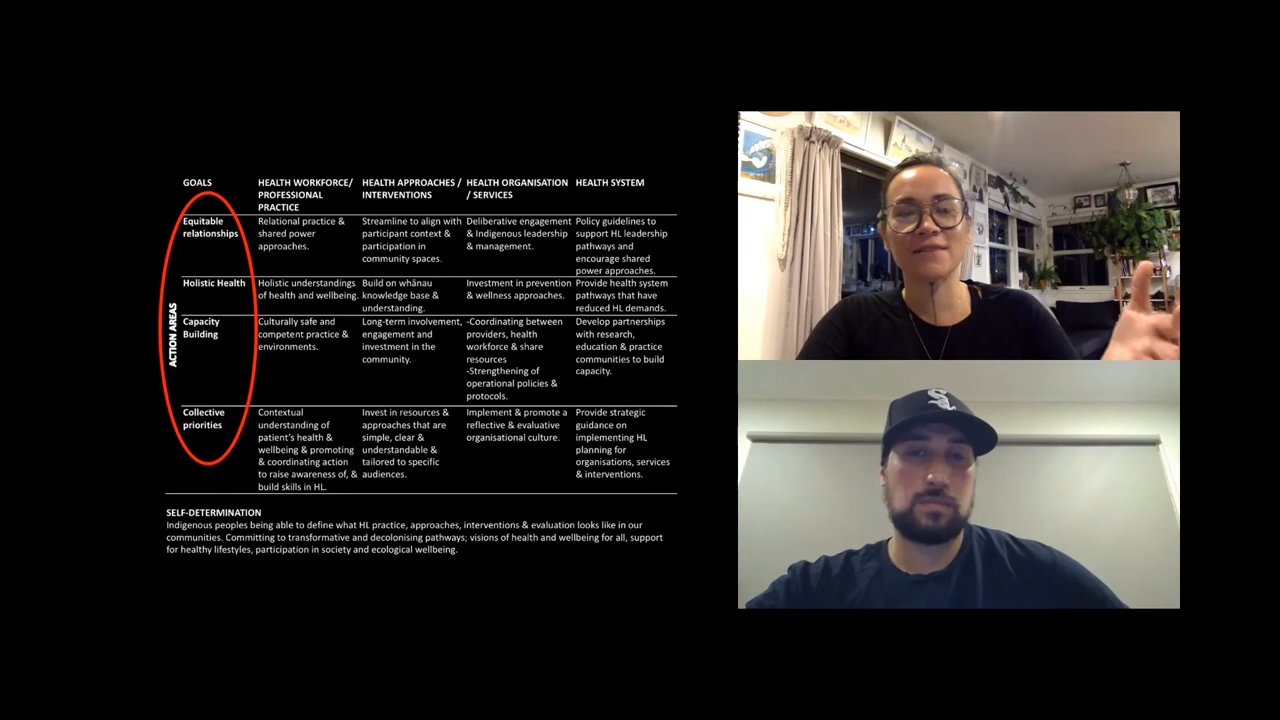 GOALS
HEALTH WORKFORCE/
PROFESSIONAL
PRACTICE
HEALTH APPROACHES /
INTERVENTIONS
HEALTH ORGANISATION
/ SERVICES
HEALTH SYSTEM
ACTION AREAS
Equitable
relationships
Relational practice &
shared power
approaches.
Streamline to align with
participant context &
participation in
community spaces.
Deliberative engagement
& Indigenous leadership
& management.
Policy guidelines to
support HL leadership
pathways and
encourage shared
power approaches.
Holistic Health
Holistic understandings
of health and wellbeing.
Build on whānau
knowledge base &
understanding.
Investment in prevention
& wellness approaches.
Provide health system
pathways that have
reduced HL demands.
Capacity
Building
Culturally safe and
competent practice &
environments.
Long-term involvement,
engagement and
investment in the
community.
-Coordinating between
providers, health
workforce & share
resources
-Strengthening of
operational policies &
protocols.
Develop partnerships
with research,
education & practice
communities to build
capacity.
Collective
priorities
Contextual
understanding of
patient's health &
wellbeing & promoting
& coordinating action
to raise awareness of, &
build skills in HL.
Invest in resources &
approaches that are
simple, clear &
understandable &
tailored to specific
audiences.
Implement & promote a
reflective & evaluative
organisational culture.
Provide strategic
guidance on
implementing HL
planning for
organisations, services
& interventions.
SELF-DETERMINATION
Indigenous peoples being able to define what HL practice, approaches, interventions & evaluation looks like in our
communities. Committing to transformative and decolonising pathways; visions of health and wellbeing for all, support
for healthy lifestyles, participation in society and ecological wellbeing.
Sox